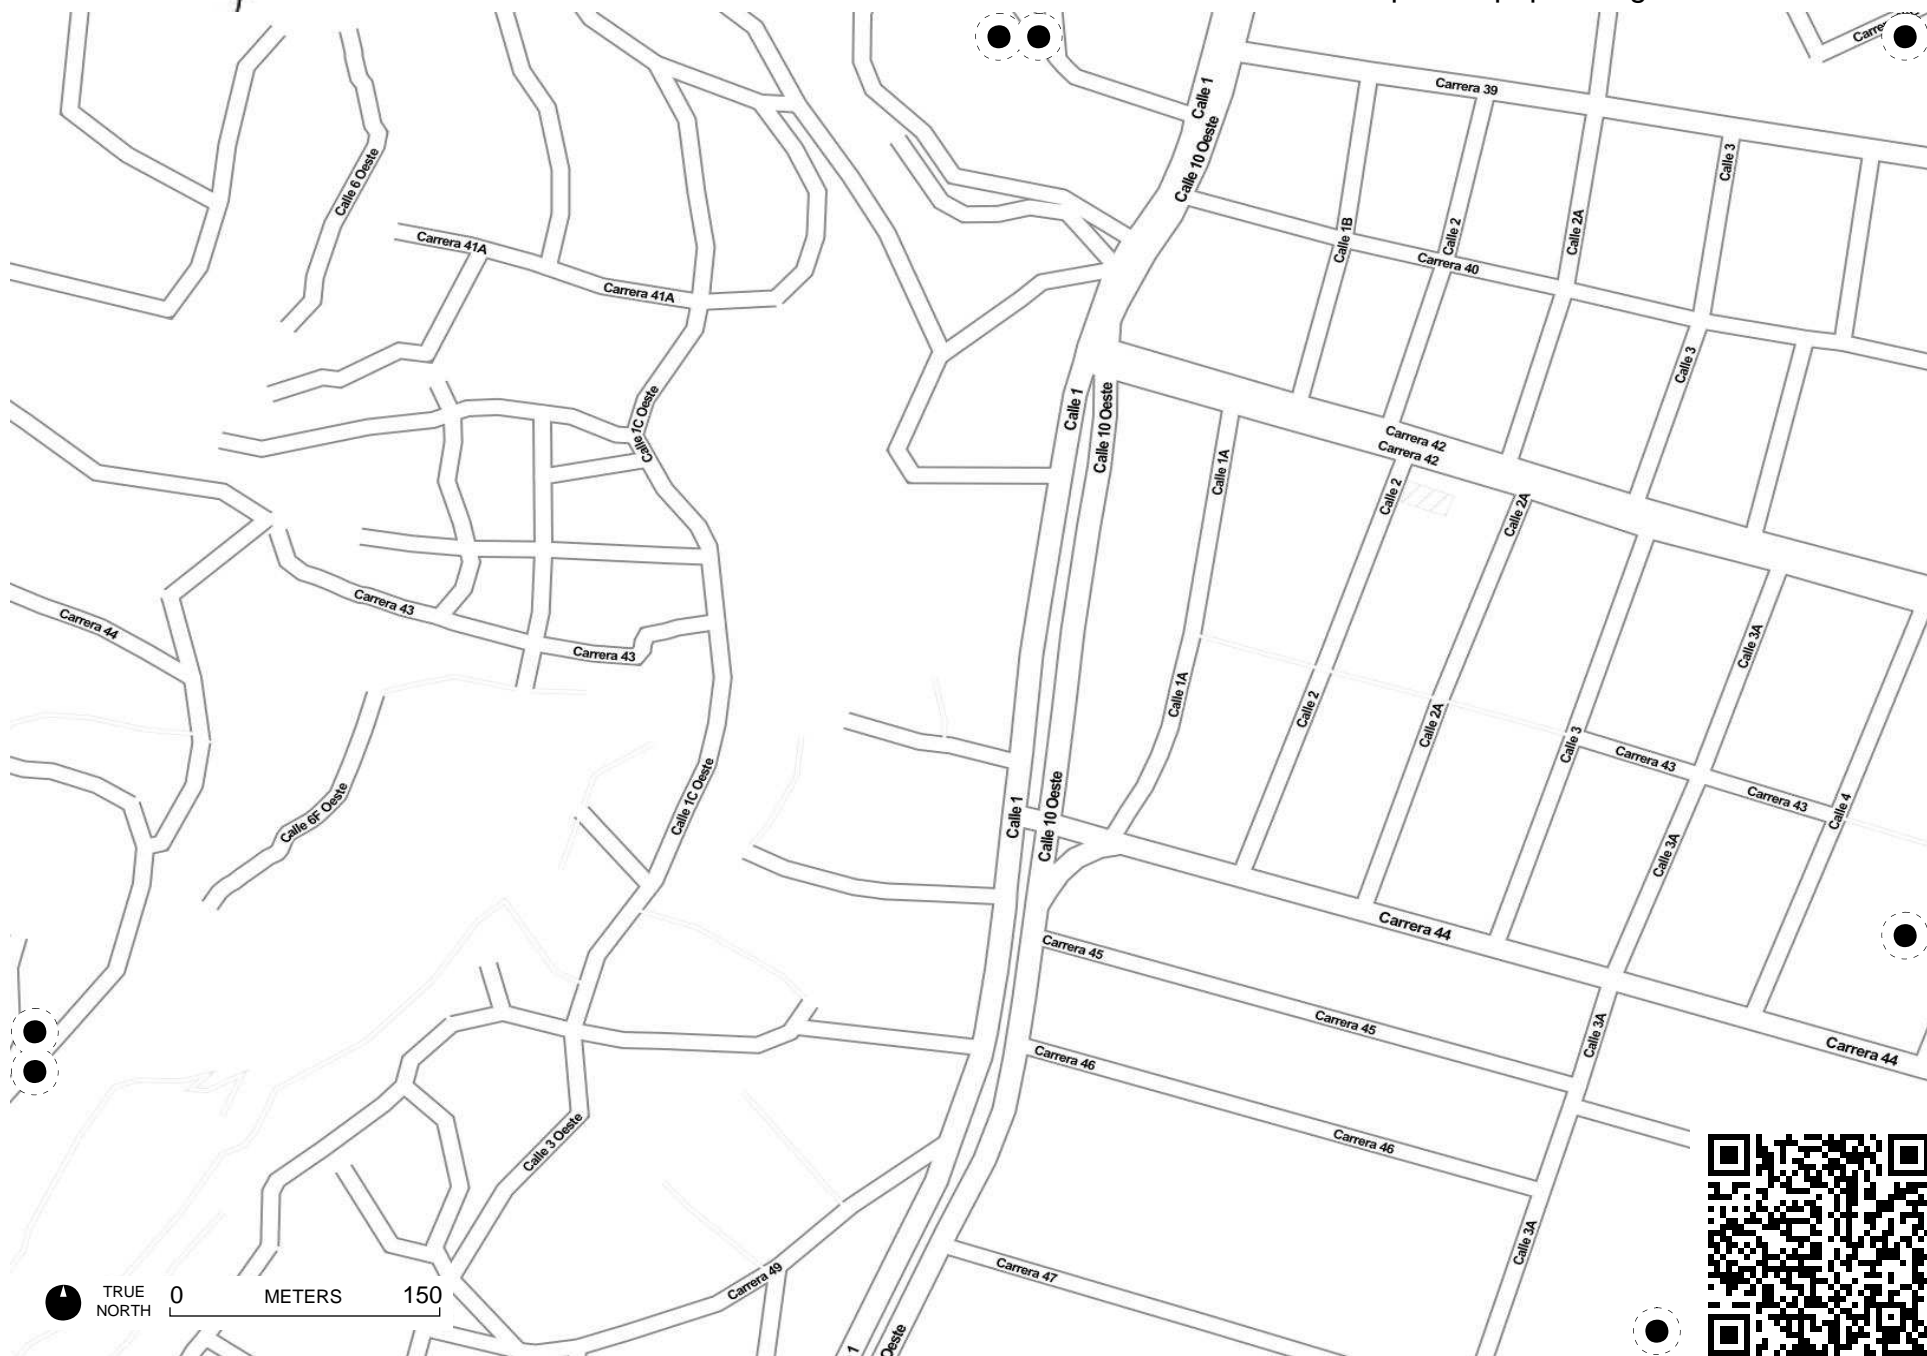 Carrera 39
Calle 1
Calle 10 Oeste
Calle 3
Calle 6 Oeste
Calle 1B
Calle 2
Calle 2A
Carrera 41A
Carrera 40
Carrera 41A
Calle 3
Calle 1C Oeste
Calle 1
Calle 10 Oeste
Carrera 42
Carrera 42
Calle 1A
Calle 2
Calle 2A
Carrera 43
Carrera 44
Carrera 43
Calle 3A
Calle 1A
Calle 2
Calle 2A
Calle 3
Carrera 43
Calle 1C Oeste
Carrera 43
Calle 4
Calle 6F Oeste
Calle 1
Calle 10 Oeste
Calle 3A
Carrera 44
Carrera 45
Carrera 45
Calle 3A
Carrera 44
Carrera 46
Calle 3 Oeste
Carrera 46
Calle 3A
Carrera 47
Carrera 49
TRUE
NORTH
0 METERS 150
1
Oeste